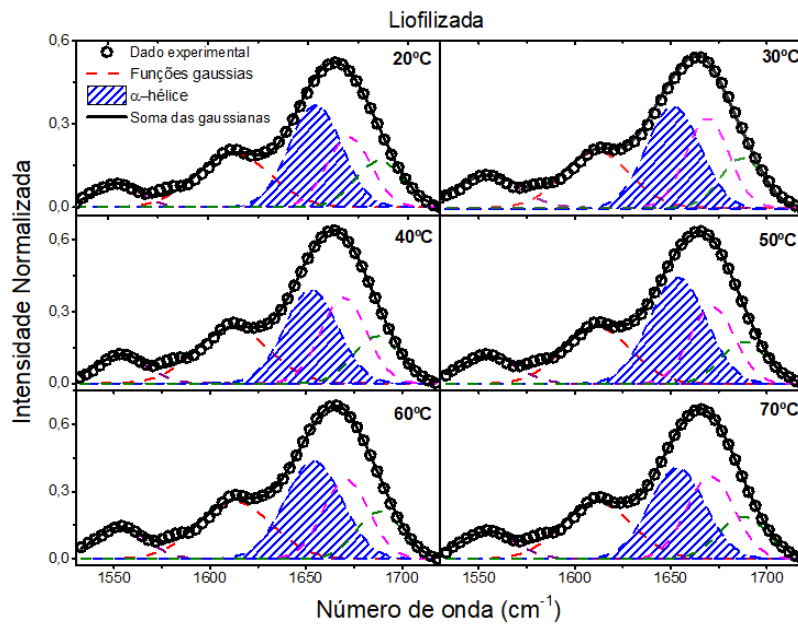 Liofilizada
Intensidade Normalizada
0,6
0,3
0,0
Dado experimental
Funções gaussias
α–hélice
Soma das gaussianas
20ºC
30ºC
0,6
0,3
0,0
40ºC
50ºC
0,6
0,3
0,0
60ºC
70ºC
1550 1600 1650 1700
1550 1600 1650 1700
Número de onda (cm⁻¹)